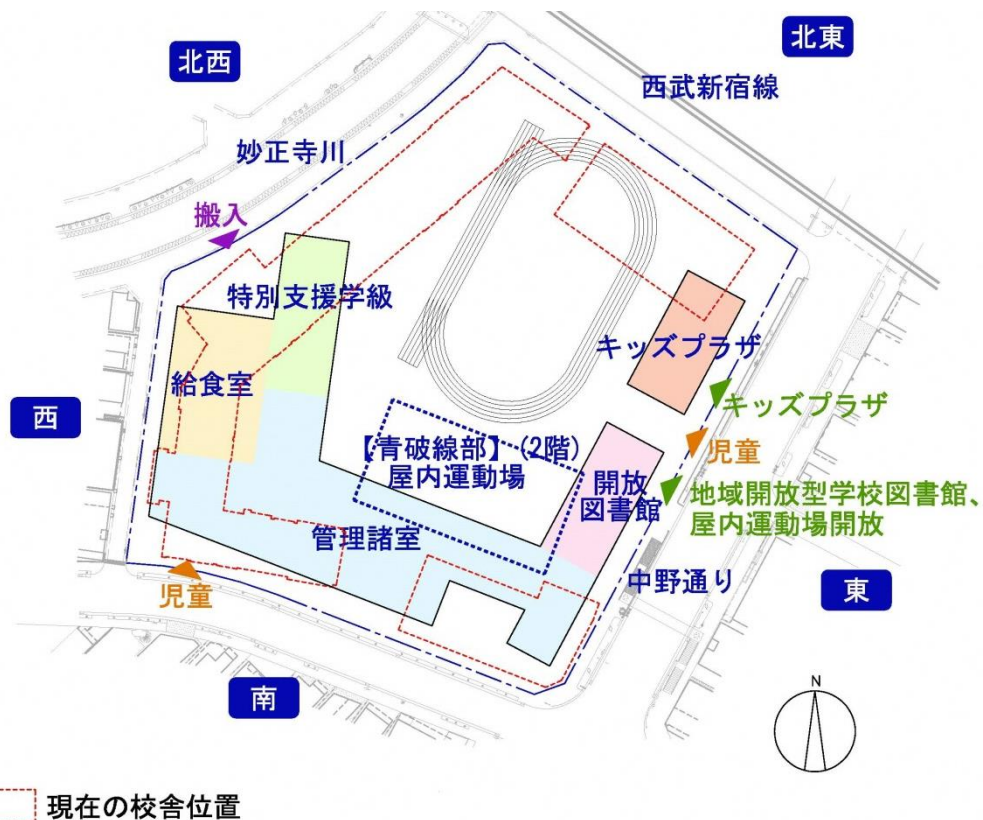 北西
北東
西武新宿線
妙正寺川
搬入
特別支援学級
キッズプラザ
給食室
西
キッズプラザ
【青破線部】(2階)
屋内運動場
児童
開放
図書館
地域開放型学校図書館、
屋内運動場開放
管理諸室
中野通り
東
児童
南
N
現在の校舎位置